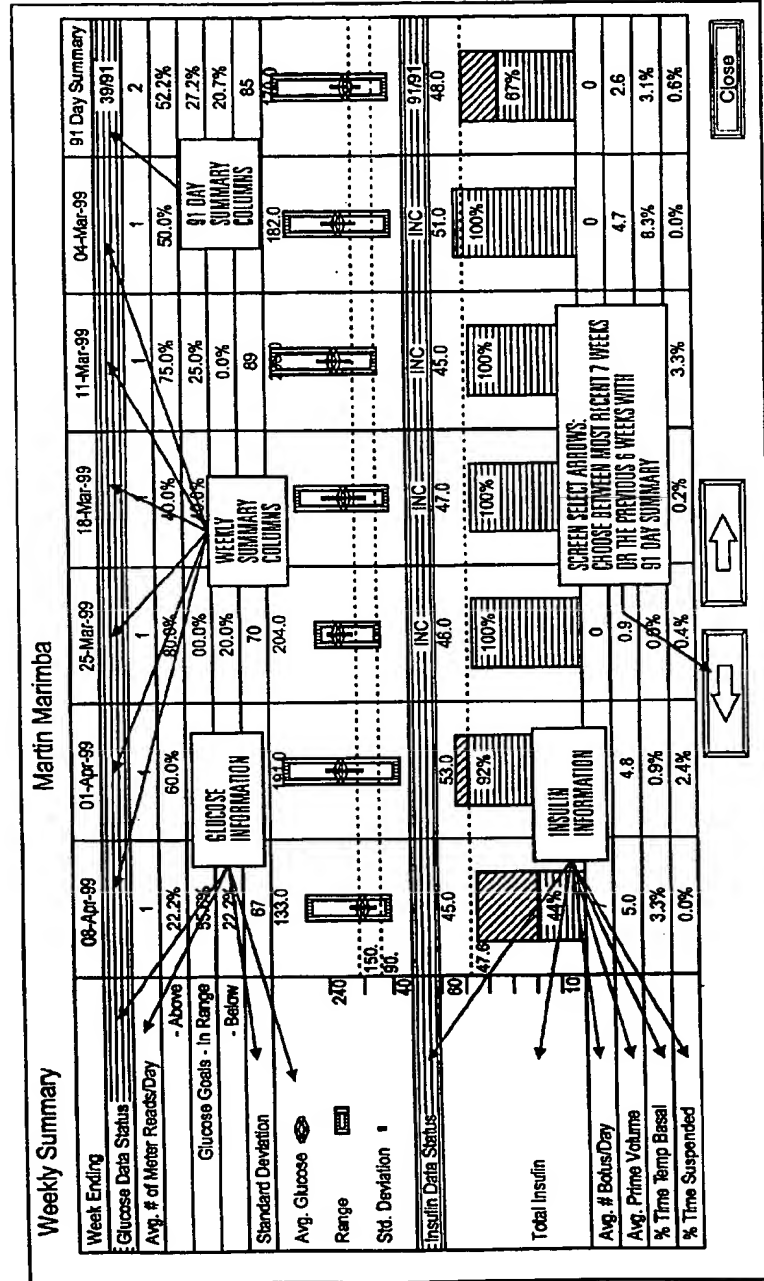 Weekly Summary Martin Marimba
Week Ending 08-Apr-99 01-Apr-99 25-Mar-99 18-Mar-99 11-Mar-99 04-Mar-99 91 Day Summary
Glucose Data Status 39/91
Avg. # of Meter Reads/Day 1 1 1 1 1 1 2
- Above 22.2% 60.0% 80.0% 40.0% 75.0% 50.0% 52.2%
Glucose Goals - In Range 00.0% 25.0% 27.2%
- Below 22.2% 20.0% 0.0% 20.7%
Standard Deviation 67 70 89 85
133.0 191.0 204.0 182.0 170.0
Avg. Glucose
Range
Std. Deviation
240
150.
90.
40
GLUCOSE
INFORMATION
WEEKLY
SUMMARY
COLUMNS
91 DAY
SUMMARY
COLUMNS
Insulin Data Status INC INC INC INC 91/91
45.0 53.0 46.0 47.0 45.0 51.0 48.0
60
47.6
10
Total Insulin 44% 92% 100% 100% 100% 100% 67%
Avg. # Bolus/Day 0 0 0
Avg. Prime Volume 5.0 4.8 0.9 4.7 2.6
% Time Temp Basal 3.3% 0.9% 8.3% 3.1%
% Time Suspended 0.0% 2.4% 0.4% 0.2% 3.3% 0.0% 0.6%
INSULIN
INFORMATION
SCREEN SELECT ARROWS:
CHOOSE BETWEEN MOST RECENT 7 WEEKS
OR THE PREVIOUS 6 WEEKS WITH
91 DAY SUMMARY
Close